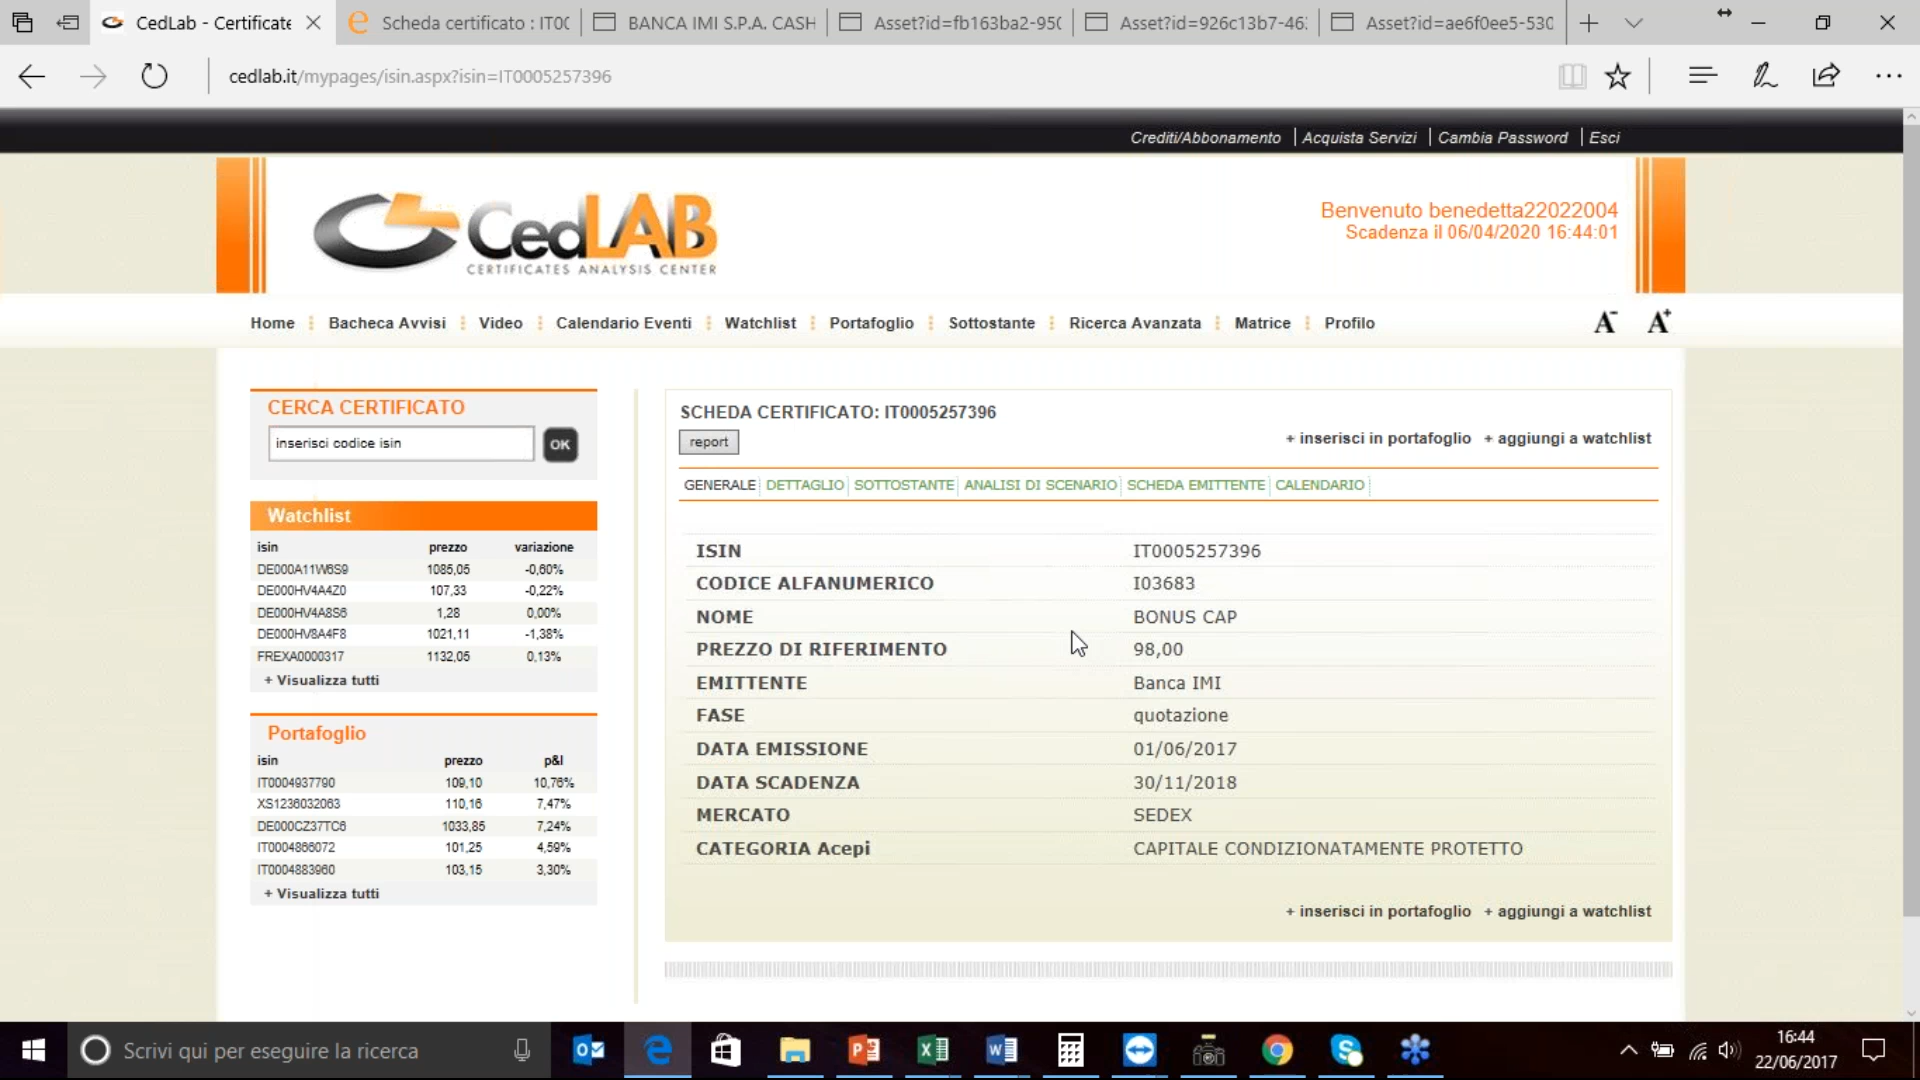 CedLab - Certificate
Scheda certificato : IT00
BANCA IMI S.P.A. CASH
Asset?id=fb163ba2-950
Asset?id=926c13b7-46
Asset?id=ae6f0ee5-530
cedlab.it/mypages/isin.aspx?isin=IT0005257396
Crediti/Abbonamento | Acquista Servizi | Cambia Password | Esci
CedLAB
CERTIFICATES ANALYSIS CENTER
Benvenuto benedetta22022004
Scadenza il 06/04/2020 16:44:01
Home Bacheca Avvisi Video Calendario Eventi Watchlist Portafoglio Sottostante Ricerca Avanzata Matrice Profilo A- A+
CERCA CERTIFICATO
inserisci codice isin OK
Watchlist
isin prezzo variazione
DE000A11W6S9 1085,05 -0,60%
DE000HV4A4Z0 107,33 -0,22%
DE000HV4A8S6 1,28 0,00%
DE000HV8A4F8 1021,11 -1,38%
FREXA0000317 1132,05 0,13%
+ Visualizza tutti
Portafoglio
isin prezzo p&l
IT0004937790 109,10 10,76%
XS1236032063 110,16 7,47%
DE000CZ37TC6 1033,85 7,24%
IT0004866072 101,25 4,59%
IT0004883960 103,15 3,30%
+ Visualizza tutti
SCHEDA CERTIFICATO: IT0005257396
report
+ inserisci in portafoglio + aggiungi a watchlist
GENERALE DETTAGLIO SOTTOSTANTE ANALISI DI SCENARIO SCHEDA EMITTENTE CALENDARIO
ISIN IT0005257396
CODICE ALFANUMERICO I03683
NOME BONUS CAP
PREZZO DI RIFERIMENTO 98,00
EMITTENTE Banca IMI
FASE quotazione
DATA EMISSIONE 01/06/2017
DATA SCADENZA 30/11/2018
MERCATO SEDEX
CATEGORIA Acepi CAPITALE CONDIZIONATAMENTE PROTETTO
+ inserisci in portafoglio + aggiungi a watchlist
Scrivi qui per eseguire la ricerca
16:44
22/06/2017